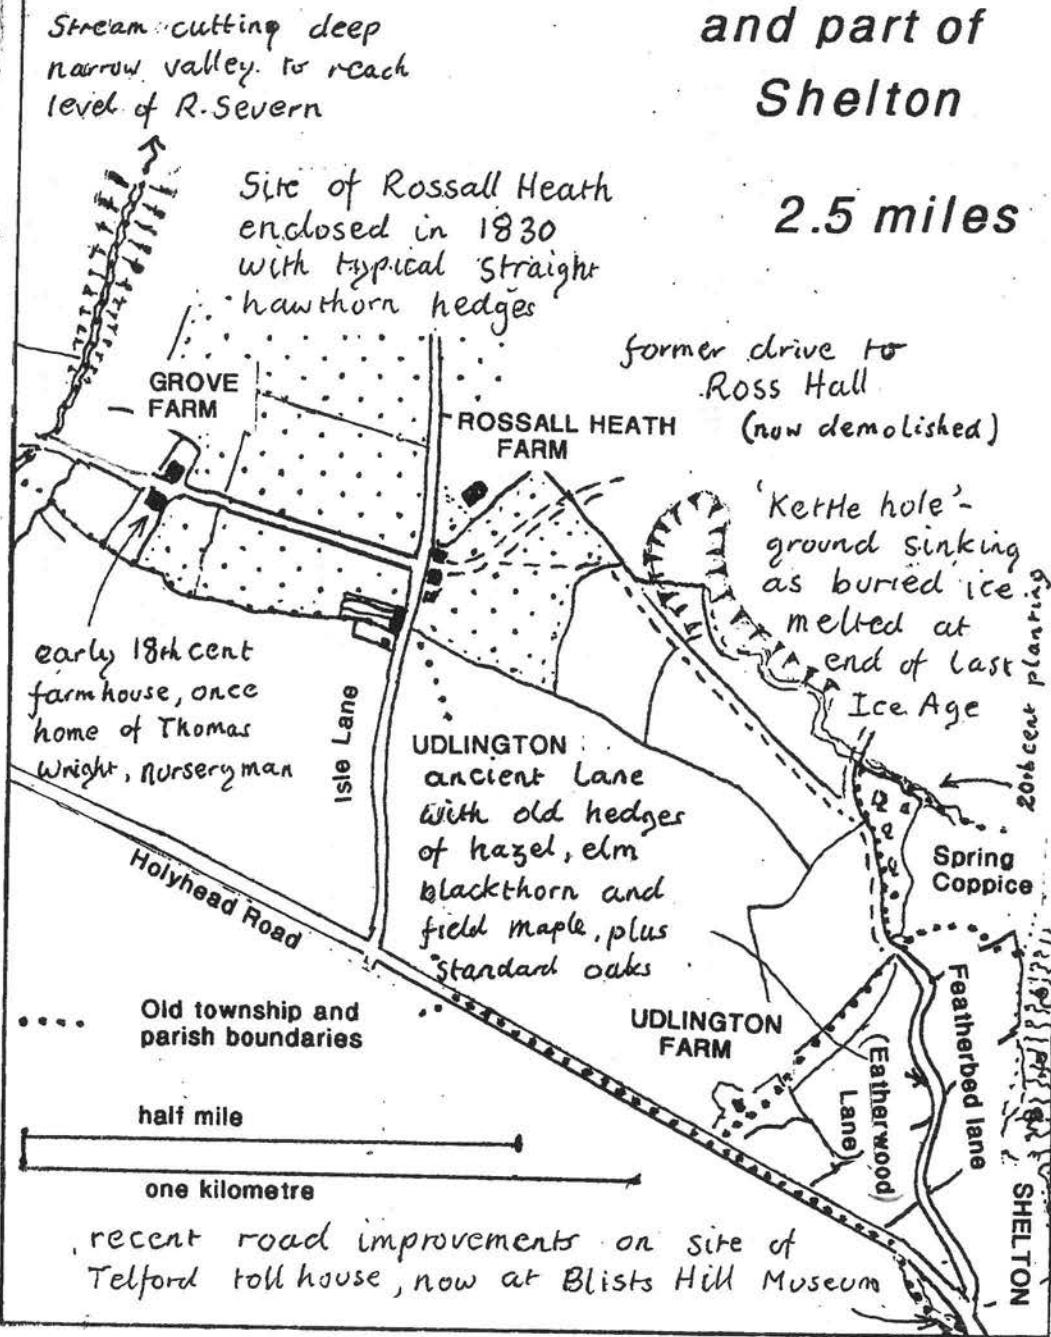 Stream cutting deep
narrow valley to reach
level of R. Severn
and part of
Shelton
2.5 miles
Site of Rossall Heath
enclosed in 1830
with typical straight
hawthorn hedges
former drive to
Ross Hall
(now demolished)
GROVE
FARM
ROSSALL HEATH
FARM
'Kettle hole'-
ground sinking
as buried ice
melted at
end of last
Ice Age
20th cent planting
early 18th cent
farmhouse, once
home of Thomas
Wright, nurseryman
Isle Lane
UDLINGTON
ancient lane
with old hedges
of hazel, elm
blackthorn and
field maple, plus
standard oaks
Spring
Coppice
Holyhead Road
Old township and
parish boundaries
UDLINGTON
FARM
(Eatherwood
Lane)
Featherbed lane
SHELTON
half mile
one kilometre
recent road improvements on site of
Telford toll house, now at Blists Hill Museum